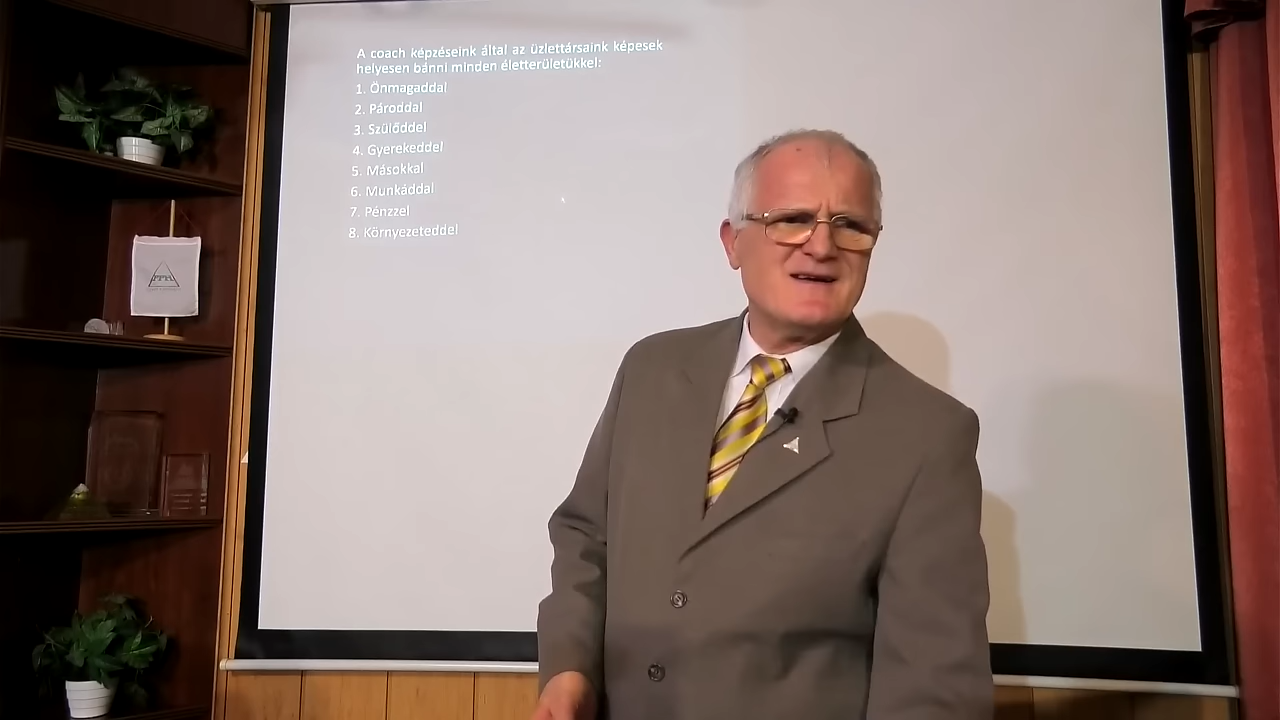 A coach képzéseink által az üzlettársaink képesek
helyesen bánni minden életterületükkel:
1. Önmagaddal
2. Pároddal
3. Szülőddel
4. Gyerekeddel
5. Másokkal
6. Munkáddal
7. Pénzzel
8. Környezeteddel